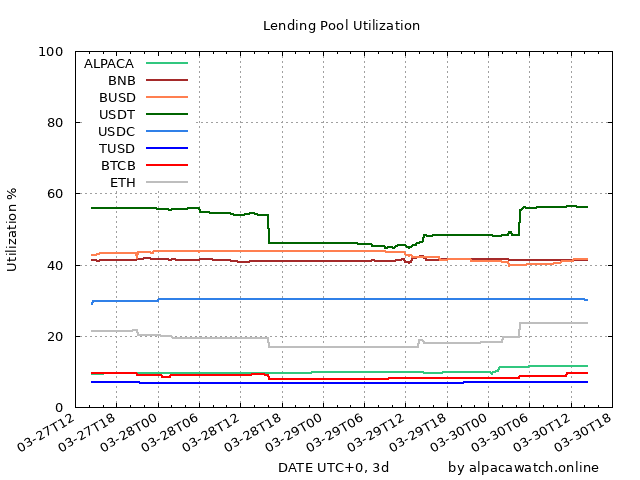 Lending Pool Utilization
100
80
60
40
20
0
Utilization %
ALPACA
BNB
BUSD
USDT
USDC
TUSD
BTCB
ETH
03-27T12
03-27T18
03-28T00
03-28T06
03-28T12
03-28T18
03-29T00
03-29T06
03-29T12
03-29T18
03-30T00
03-30T06
03-30T12
03-30T18
DATE UTC+0, 3d
by alpacawatch.online